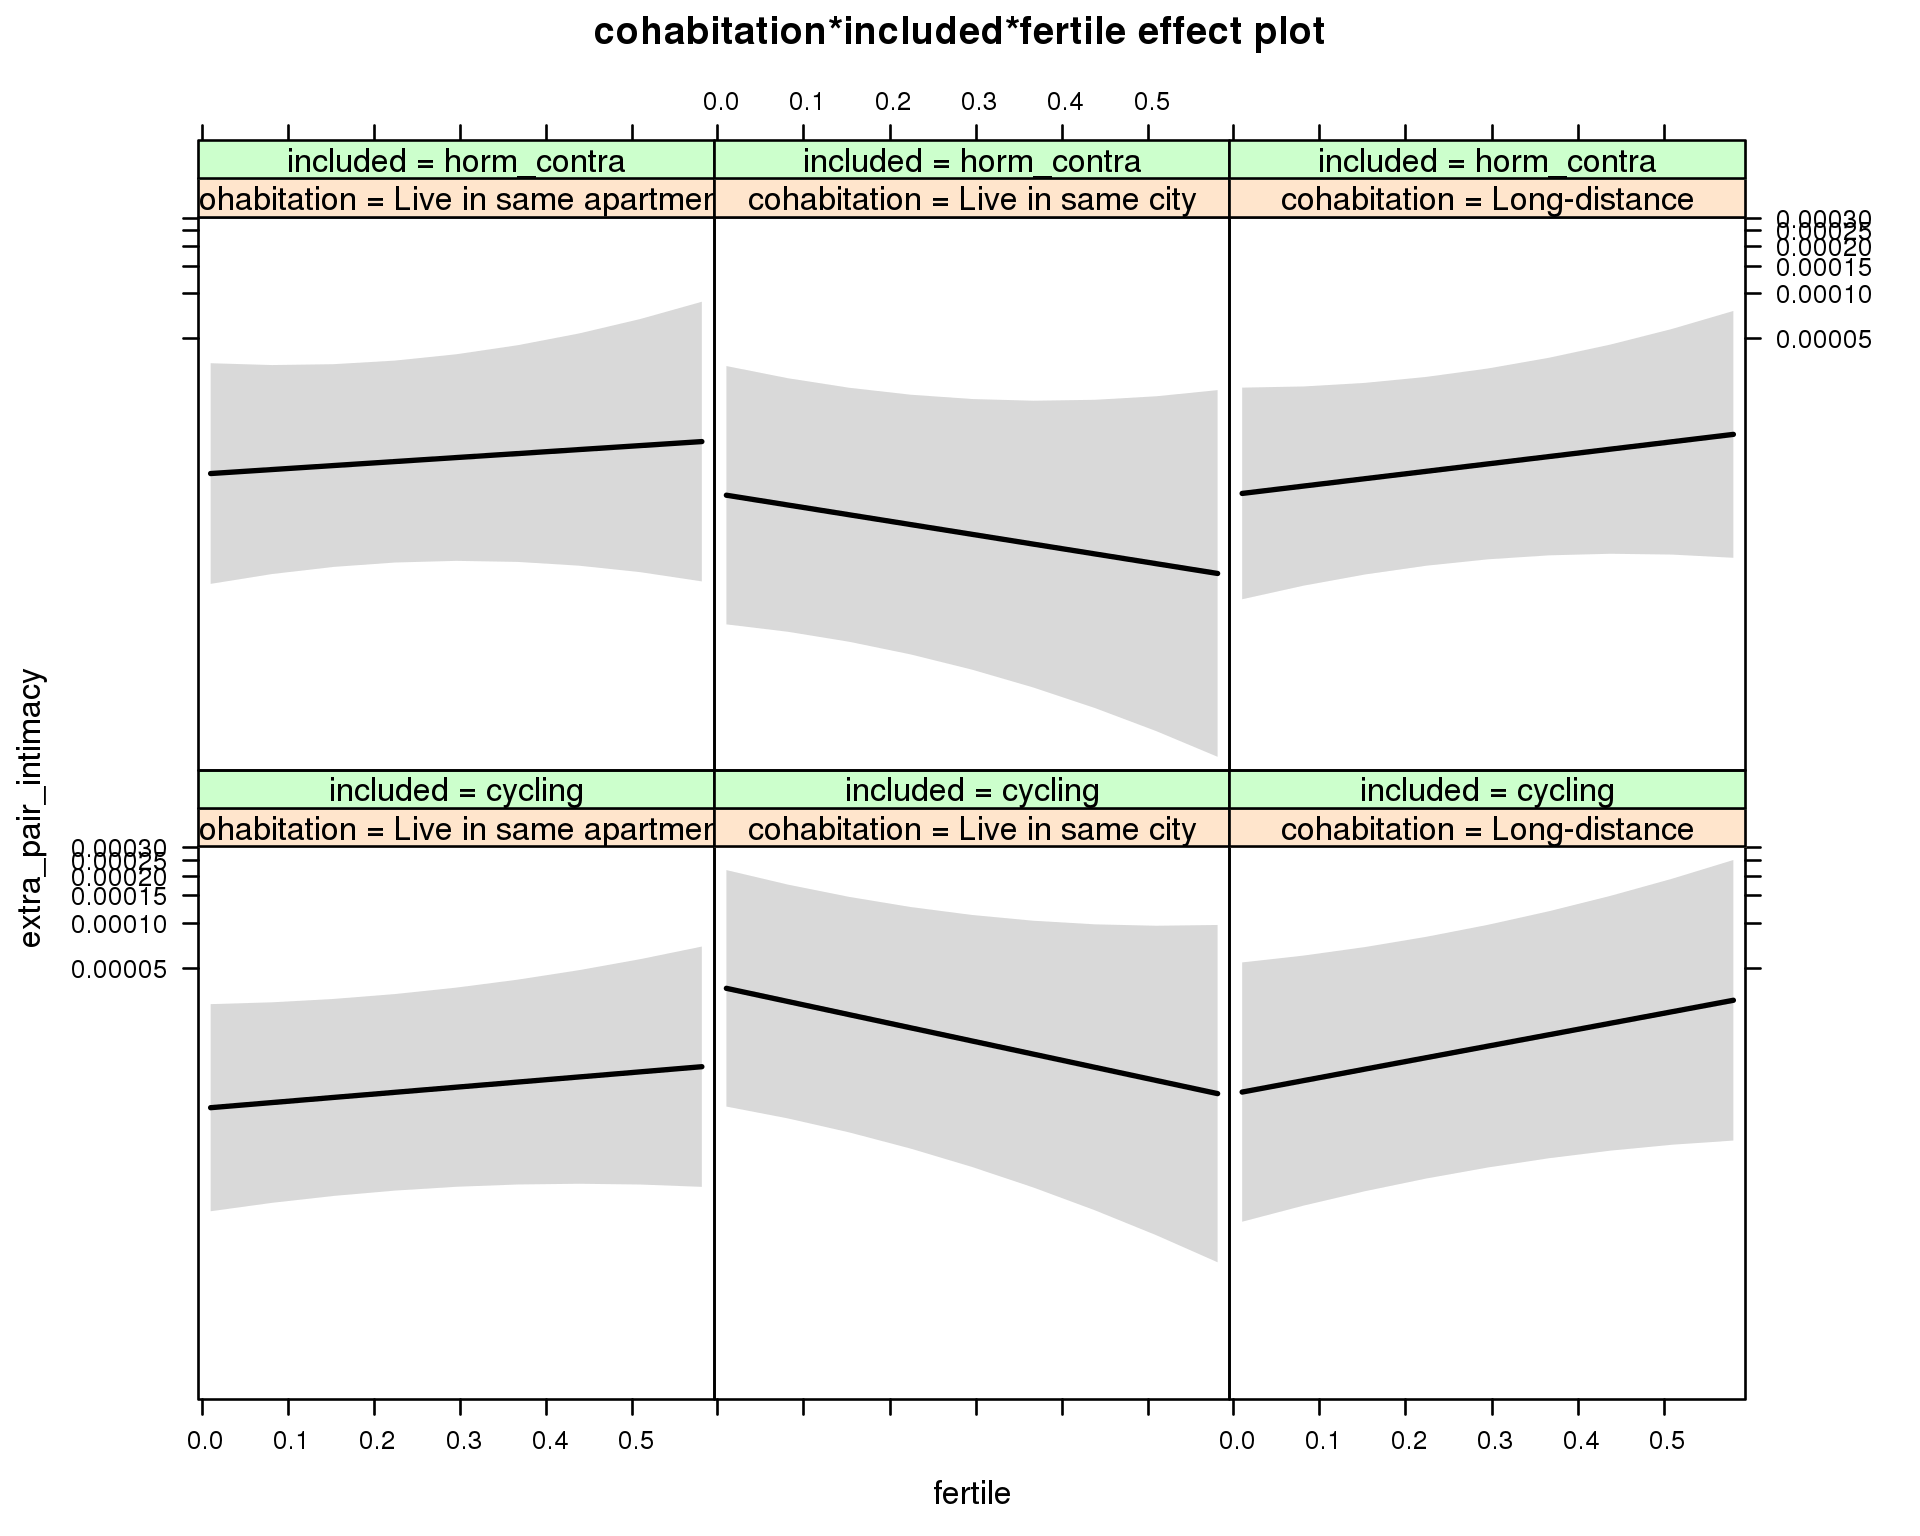 cohabitation*included*fertile effect plot
0.0 0.1 0.2 0.3 0.4 0.5
included = horm_contra included = horm_contra included = horm_contra
ohabitation = Live in same apartmen cohabitation = Live in same city cohabitation = Long-distance
0.00030
0.00025
0.00020
0.00015
0.00010
0.00005
extra_pair_intimacy
included = cycling included = cycling included = cycling
ohabitation = Live in same apartmen cohabitation = Live in same city cohabitation = Long-distance
0.00030
0.00025
0.00020
0.00015
0.00010
0.00005
0.0 0.1 0.2 0.3 0.4 0.5 0.0 0.1 0.2 0.3 0.4 0.5
fertile